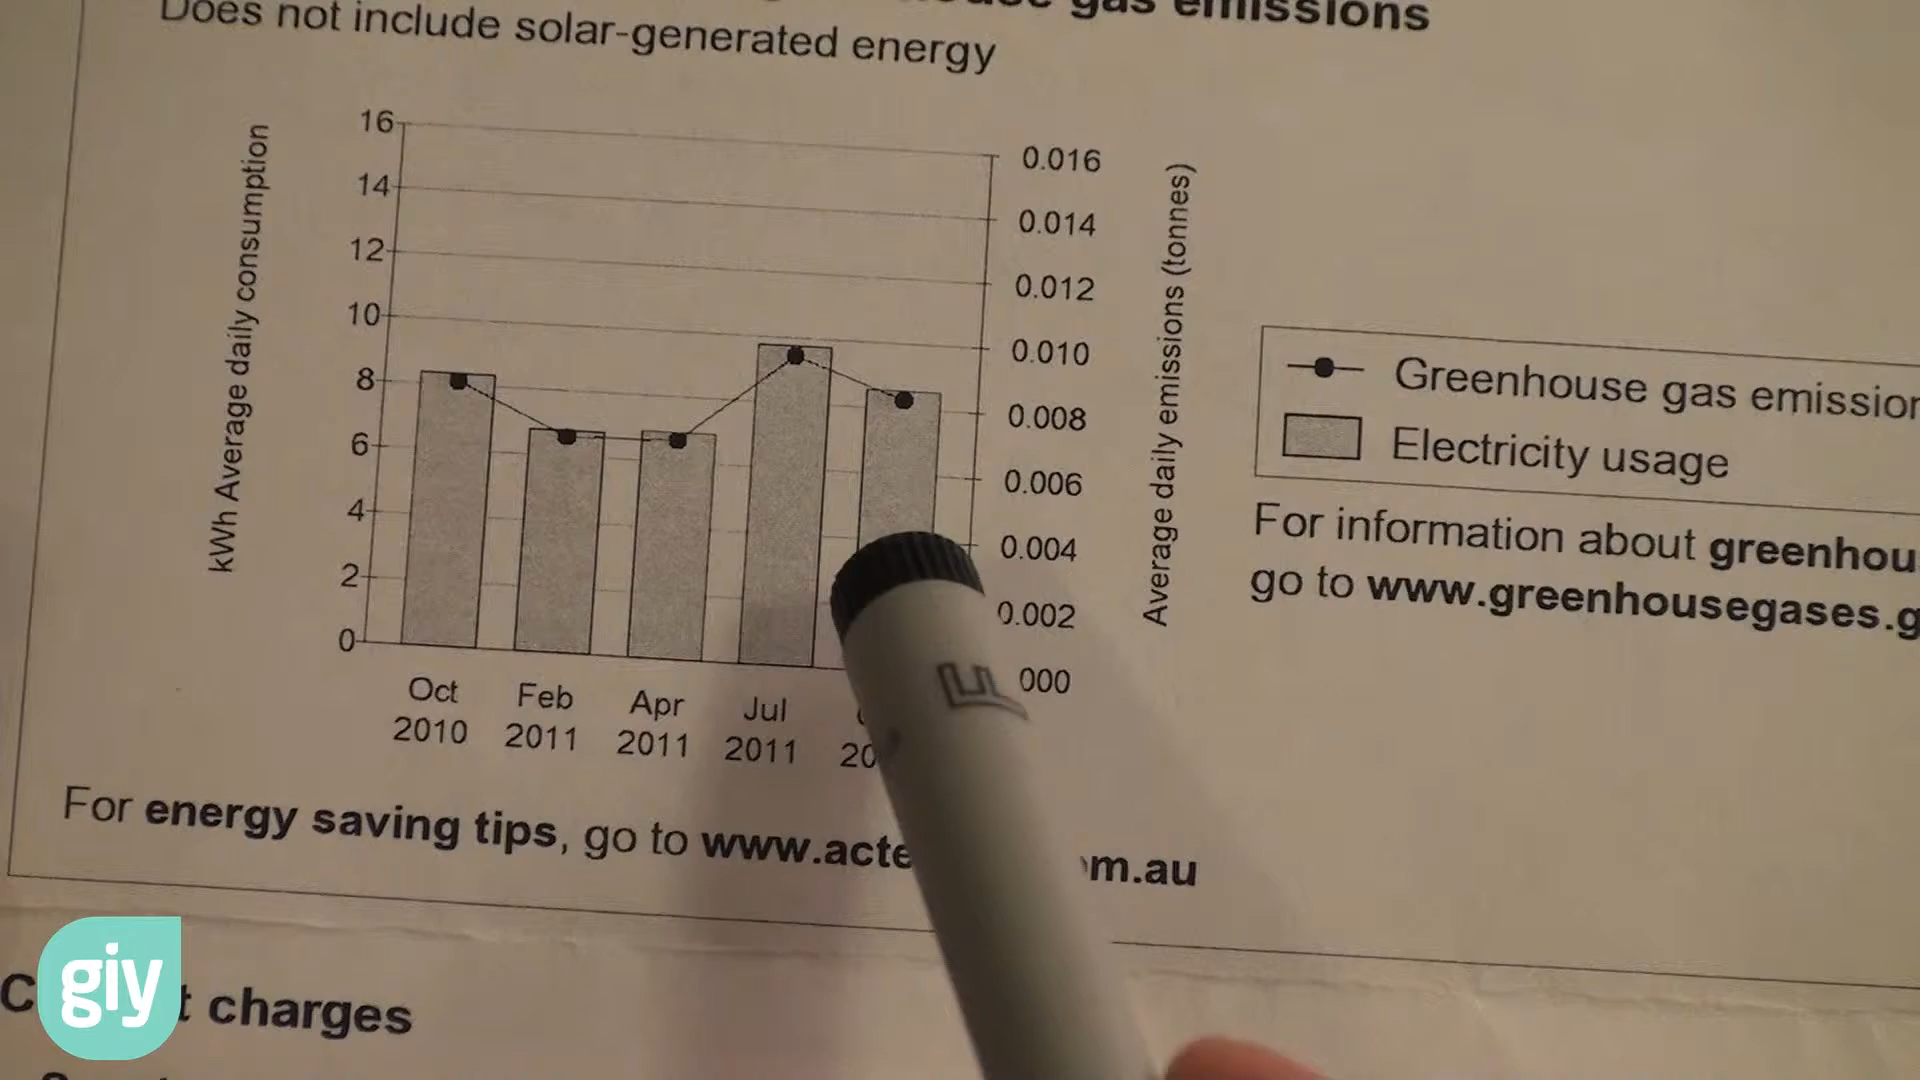 gas emissions
Does not include solar-generated energy
kWh Average daily consumption
16
14
12
10
8
6
4
2
0
0.016
0.014
0.012
0.010
0.008
0.006
0.004
0.002
000
Average daily emissions (tonnes)
Oct 2010
Feb 2011
Apr 2011
Jul 2011
20
Greenhouse gas emission
Electricity usage
For information about greenhou
go to www.greenhousegases.g
For energy saving tips, go to www.acte m.au
F
giy
C t charges